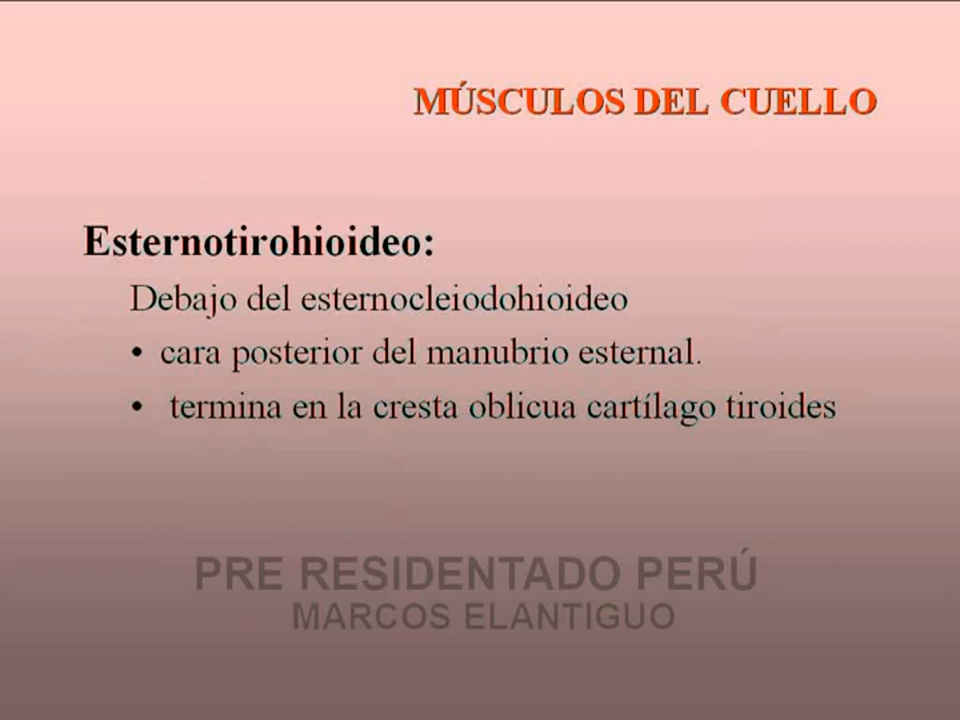 MÚSCULOS DEL CUELLO
Esternotirohioideo:
Debajo del esternocleiodohioideo
• cara posterior del manubrio esternal.
• termina en la cresta oblicua cartílago tiroides
PRE RESIDENTADO PERÚ
MARCOS ELANTIGUO